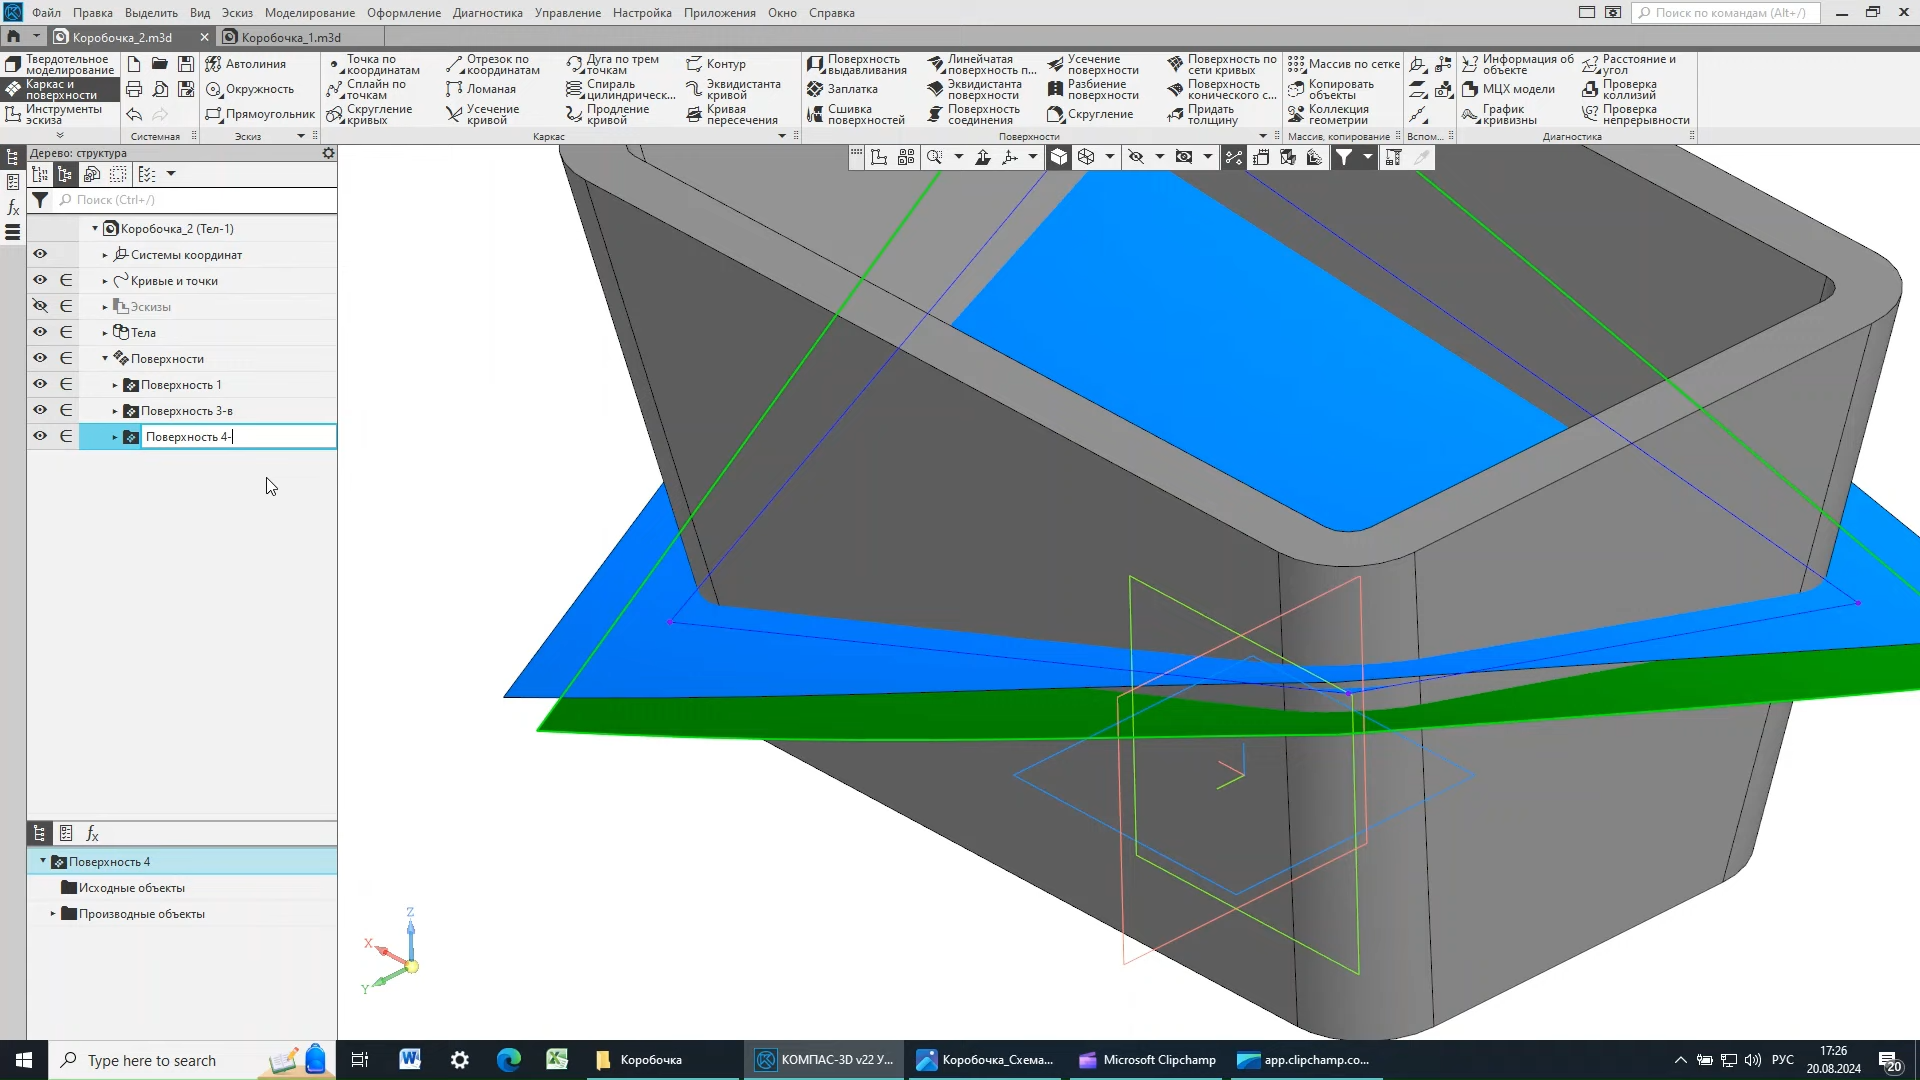 Файл Правка Выделить Вид Эскиз Моделирование Оформление Диагностика Управление Настройка Приложения Окно Справка
Поиск по командам (Alt+/)
Коробочка_2.m3d
Коробочка_1.m3d
Твердотельное моделирование
Каркас и поверхности
Инструменты эскиза
Системная
Автолиния
Окружность
Прямоугольник
Эскиз
Точка по координатам
Сплайн по точкам
Скругление кривых
Отрезок по координатам
Ломаная
Усечение кривой
Дуга по трем точкам
Спираль цилиндрическ...
Продление кривой
Контур
Эквидистанта кривой
Кривая пересечения
Каркас
Поверхность выдавливания
Заплатка
Сшивка поверхностей
Линейчатая поверхность п...
Эквидистанта поверхности
Поверхность соединения
Усечение поверхности
Разбиение поверхности
Скругление
Поверхность по сети кривых
Поверхность конического с...
Придать толщину
Поверхности
Массив по сетке
Копировать объекты
Коллекция геометрии
Массив, копирование
Вспом...
Информация об объекте
МЦХ модели
График кривизны
Расстояние и угол
Проверка коллизий
Проверка непрерывности
Диагностика
Дерево: структура
Поиск (Ctrl+/)
Коробочка_2 (Тел-1)
Системы координат
Кривые и точки
Эскизы
Тела
Поверхности
Поверхность 1
Поверхность 3-в
Поверхность 4-
fx
Поверхность 4
Исходные объекты
Производные объекты
Z
X
Y
Type here to search
Коробочка
КОМПАС-3D v22 У...
Коробочка_Схема...
Microsoft Clipchamp
app.clipchamp.co...
РУС
17:26
20.08.2024
20